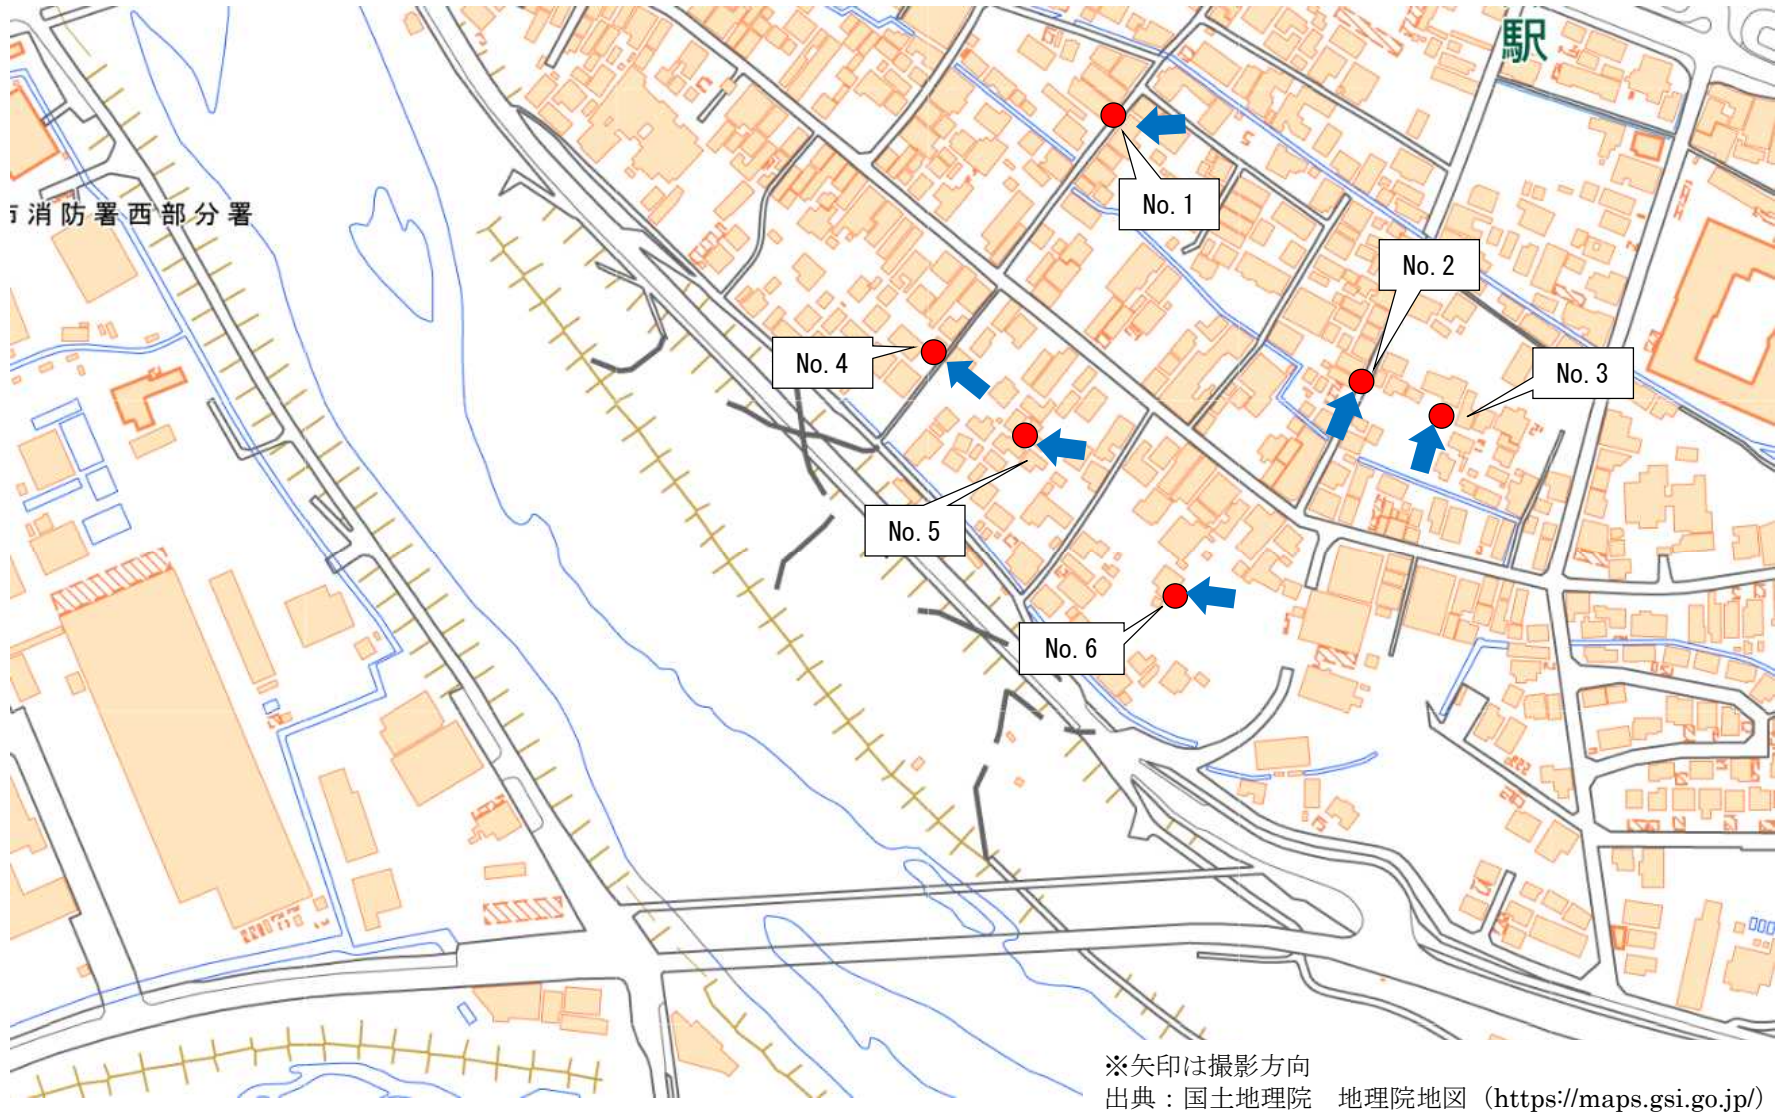 駅
No. 1
市消防署西部分署
No. 2
No. 4
No. 3
No. 5
No. 6
※矢印は撮影方向
出典：国土地理院　地理院地図（https://maps.gsi.go.jp/）